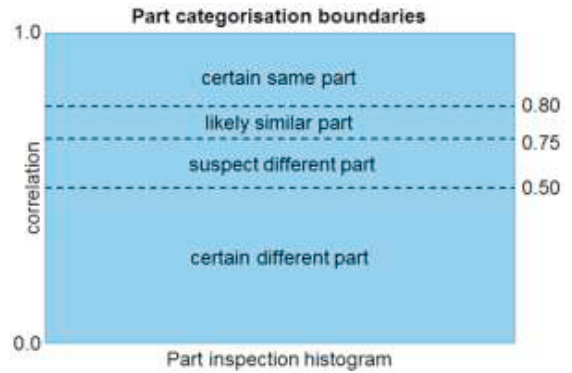 Part categorisation boundaries
1.0
certain same part
0.80
likely similar part
0.75
suspect different part
0.50
correlation
certain different part
0.0
Part inspection histogram